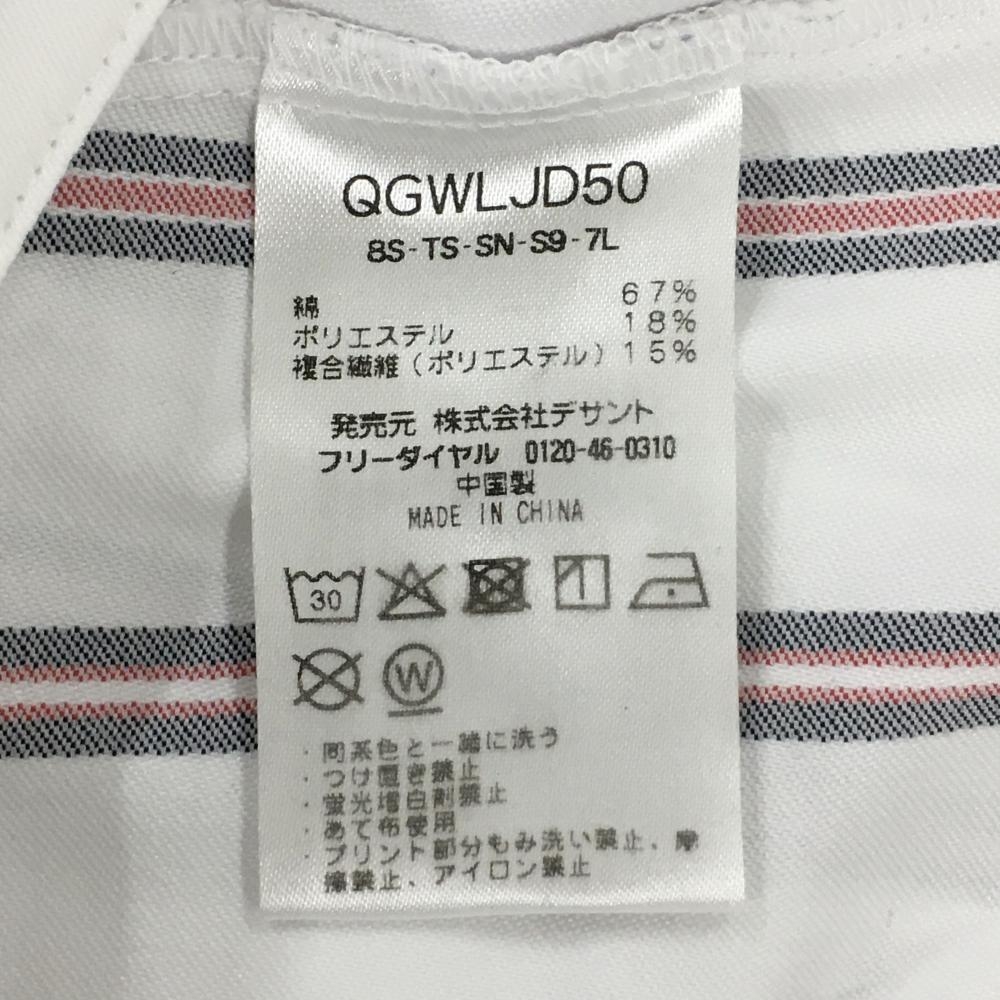 QGWLJD50
8S-TS-SN-S9-7L
綿 67%
ポリエステル 18%
複合繊維(ポリエステル)15%
発売元 株式会社デサント
フリーダイヤル 0120-46-0310
中国製
MADE IN CHINA
30
W
・同系色と一緒に洗う
・つけ置き禁止
・蛍光増白剤禁止
・あて布使用
・プリント部分もみ洗い禁止、摩
擦禁止、アイロン禁止